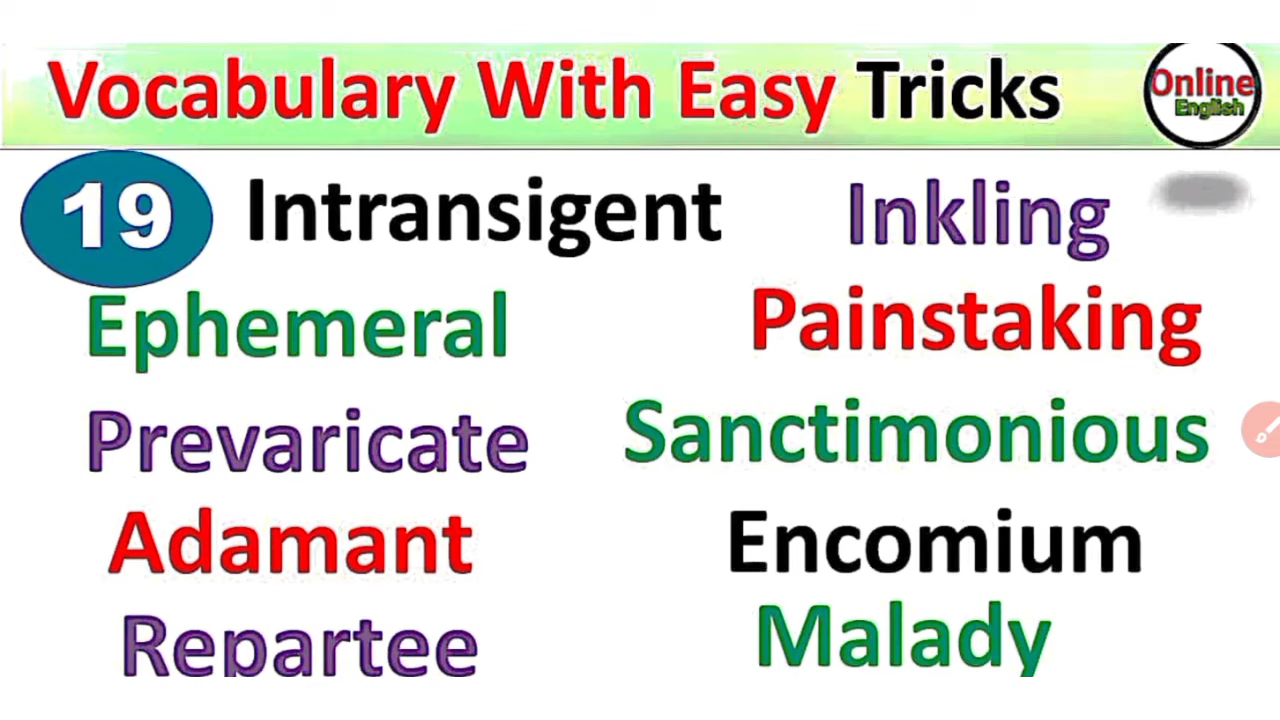 Vocabulary With Easy Tricks
Online
English
19 Intransigent Inkling
Ephemeral Painstaking
Prevaricate Sanctimonious
Adamant Encomium
Repartee Malady